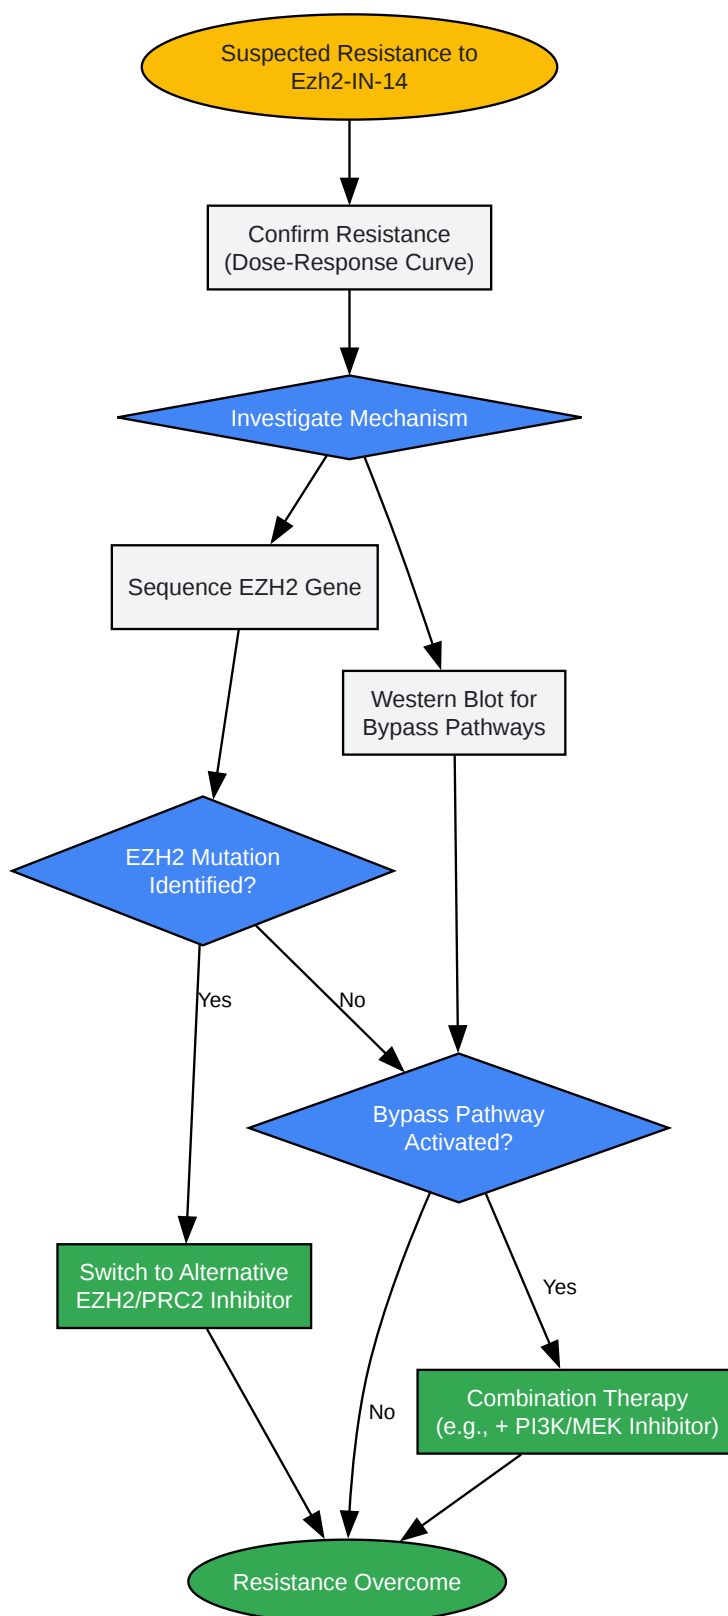 Suspected Resistance to
Ezh2-IN-14
Confirm Resistance
(Dose-Response Curve)
Investigate Mechanism
Sequence EZH2 Gene
Western Blot for
Bypass Pathways
EZH2 Mutation
Identified?
Yes
No
Bypass Pathway
Activated?
Switch to Alternative
EZH2/PRC2 Inhibitor
Yes
Combination Therapy
(e.g., + PI3K/MEK Inhibitor)
No
Resistance Overcome